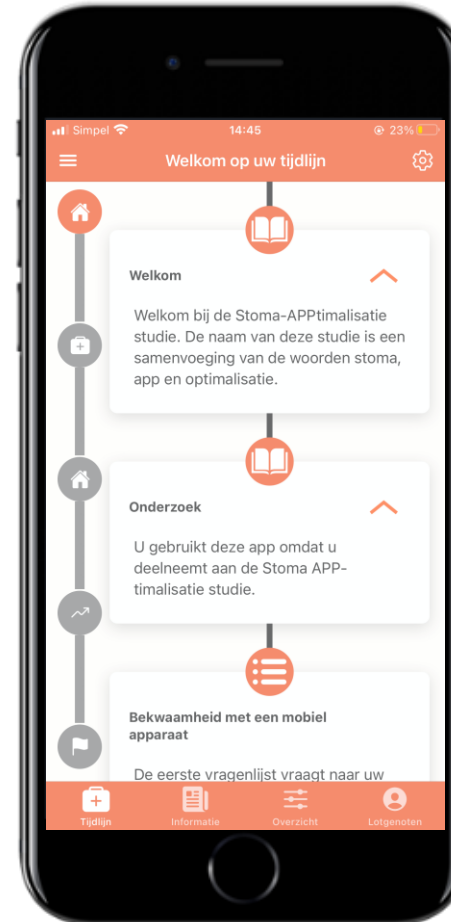 Simpel 14:45 23%
Welkom op uw tijdlijn
Welkom
Welkom bij de Stoma-APPtimalisatie
studie. De naam van deze studie is een
samenvoeging van de woorden stoma,
app en optimalisatie.
Onderzoek
U gebruikt deze app omdat u
deelneemt aan de Stoma APP-
timalisatie studie.
Bekwaamheid met een mobiel
apparaat
De eerste vragenlijst vraagt naar uw
Tijdlijn Informatie Overzicht Lotgenoten